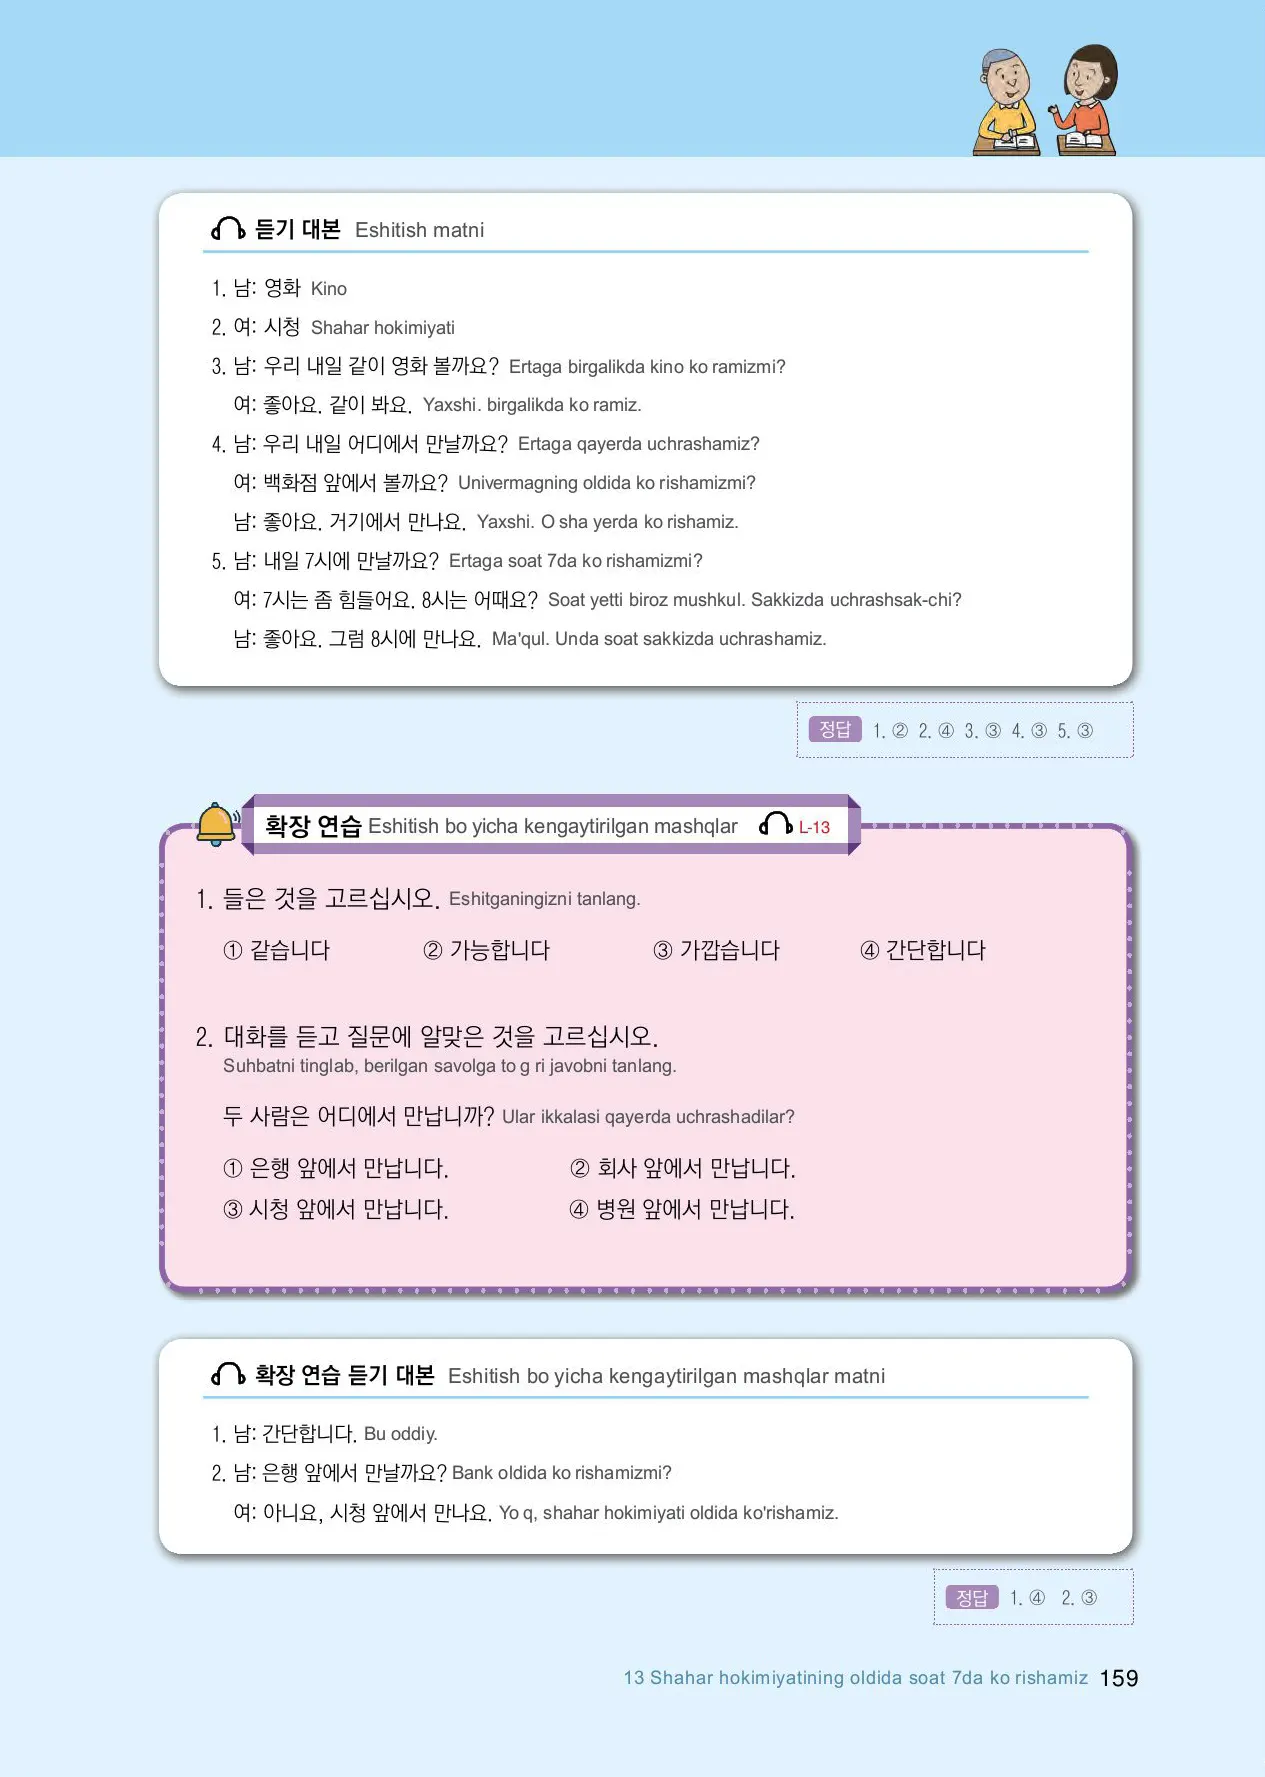 듣기 대본 Eshitish matni
1. 남: 영화 Kino
2. 여: 시청 Shahar hokimiyati
3. 남: 우리 내일 같이 영화 볼까요? Ertaga birgalikda kino ko ramizmi?
여: 좋아요. 같이 봐요. Yaxshi. birgalikda ko ramiz.
4. 남: 우리 내일 어디에서 만날까요? Ertaga qayerda uchrashamiz?
여: 백화점 앞에서 볼까요? Univermagning oldida ko rishamizmi?
남: 좋아요. 거기에서 만나요. Yaxshi. O sha yerda ko rishamiz.
5. 남: 내일 7시에 만날까요? Ertaga soat 7da ko rishamizmi?
여: 7시는 좀 힘들어요. 8시는 어때요? Soat yetti biroz mushkul. Sakkizda uchrashsak-chi?
남: 좋아요. 그럼 8시에 만나요. Ma'qul. Unda soat sakkizda uchrashamiz.
정답 1. ② 2. ④ 3. ③ 4. ③ 5. ③
확장 연습 Eshitish bo yicha kengaytirilgan mashqlar L-13
1. 들은 것을 고르십시오. Eshitganingizni tanlang.
① 같습니다 ② 가능합니다 ③ 가깝습니다 ④ 간단합니다
2. 대화를 듣고 질문에 알맞은 것을 고르십시오.
Suhbatni tinglab, berilgan savolga to g ri javobni tanlang.
두 사람은 어디에서 만납니까? Ular ikkalasi qayerda uchrashadilar?
① 은행 앞에서 만납니다. ② 회사 앞에서 만납니다.
③ 시청 앞에서 만납니다. ④ 병원 앞에서 만납니다.
확장 연습 듣기 대본 Eshitish bo yicha kengaytirilgan mashqlar matni
1. 남: 간단합니다. Bu oddiy.
2. 남: 은행 앞에서 만날까요? Bank oldida ko rishamizmi?
여: 아니요, 시청 앞에서 만나요. Yo q, shahar hokimiyati oldida ko'rishamiz.
정답 1. ④ 2. ③
13 Shahar hokimiyatining oldida soat 7da ko rishamiz 159